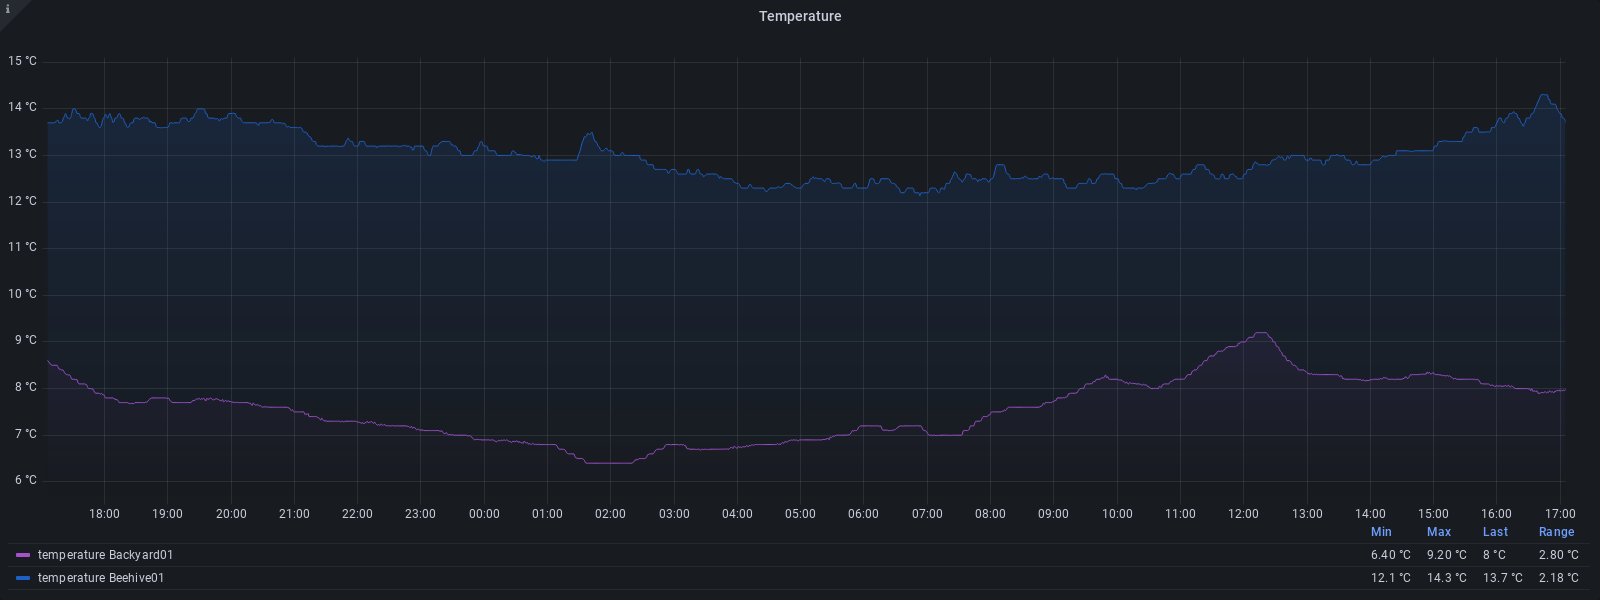 i
Temperature
15 °C
14 °C
13 °C
12 °C
11 °C
10 °C
9 °C
8 °C
7 °C
6 °C
18:00 19:00 20:00 21:00 22:00 23:00 00:00 01:00 02:00 03:00 04:00 05:00 06:00 07:00 08:00 09:00 10:00 11:00 12:00 13:00 14:00 15:00 16:00 17:00
Min Max Last Range
temperature Backyard01 6.40 °C 9.20 °C 8 °C 2.80 °C
temperature Beehive01 12.1 °C 14.3 °C 13.7 °C 2.18 °C